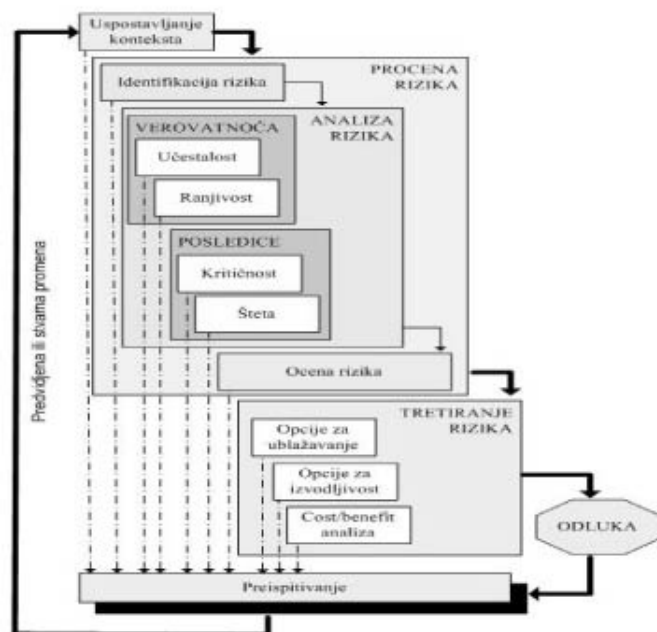 Uspostavljanje
konteksta
PROCENA
RIZIKA
Identifikacija rizika
ANALIZA
RIZIKA
VEROVATNOĆA
Učestalost
Ranjivost
POSLEDICE
Kritičnost
Šteta
Ocena rizika
TRETIRANJE
RIZIKA
Opcije za
ublažavanje
Opcije za
izvodljivost
Cost/benefit
analiza
ODLUKA
Preispitivanje
Predvidjena ili stvarna promena